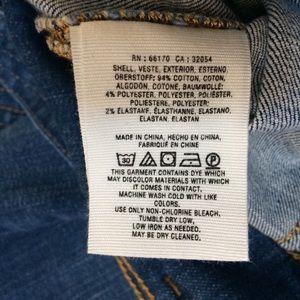 RN : 66170 CA : 32054
SHELL, VESTE, EXTERIOR, ESTERNO,
OBERSTOFF: 94% COTTON, COTON,
ALGODON, COTONE, BAUMWOLLE:
4% POLYESTER, POLIÉSTER,
POLIESTERE, POLYESTER:
2% ELASTANE, ÉLASTHANNE, ELASTANO,
ELASTAN, ELASTAN
MADE IN CHINA, HECHO EN CHINA,
FABRIQUÉ EN CHINE
30
THIS GARMENT CONTAINS DYE WHICH
MAY DISCOLOR MATERIALS WITH WHICH
IT COMES IN CONTACT.
MACHINE WASH COLD WITH LIKE
COLORS.
USE ONLY NON-CHLORINE BLEACH,
TUMBLE DRY LOW,
LOW IRON AS NEEDED.
MAY BE DRY CLEANED.